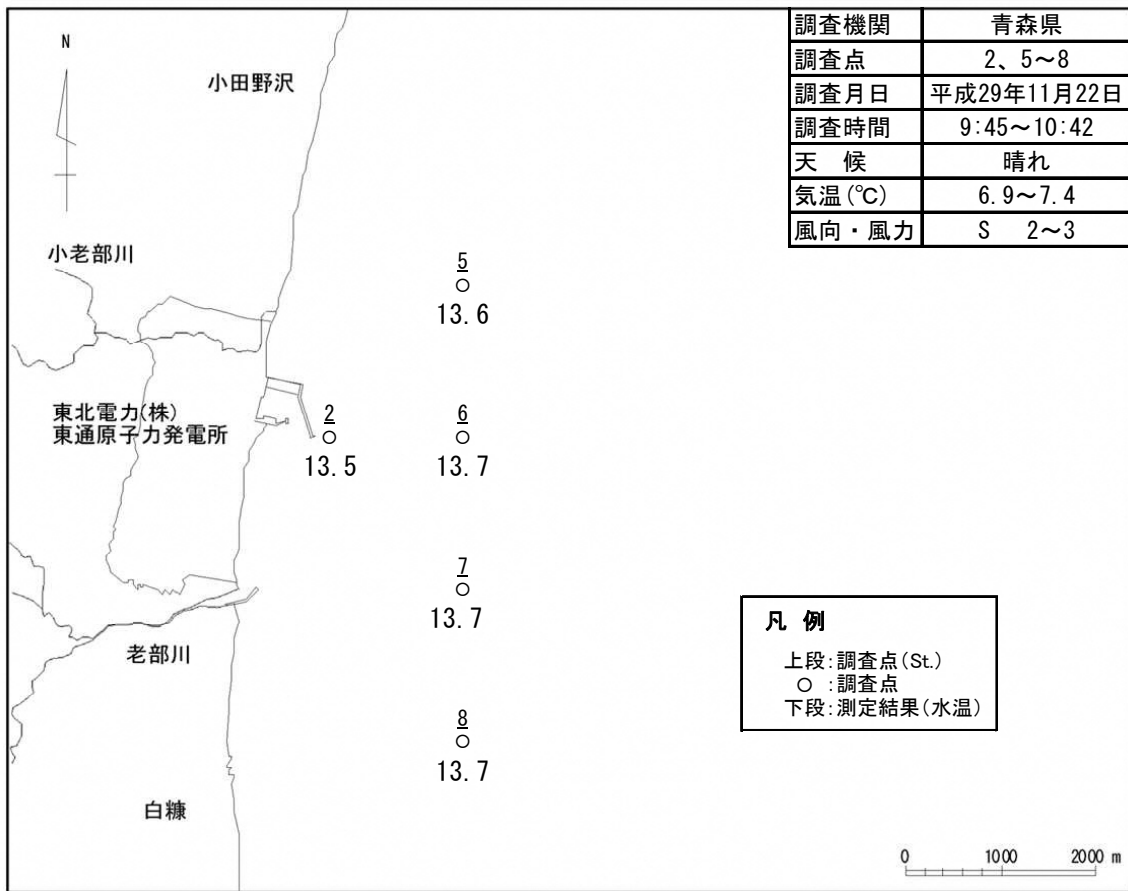 調査機関 青森県
調査点 2、5～8
調査月日 平成29年11月22日
調査時間 9:45～10:42
天 候 晴れ
気温(℃) 6.9～7.4
風向・風力 S 2～3
N
小田野沢
小老部川
5
13.6
東北電力(株)
東通原子力発電所
2
13.5
6
13.7
7
13.7
老部川
8
13.7
白糠
凡 例
上段:調査点(St.)
○ :調査点
下段:測定結果(水温)
0 1000 2000 m